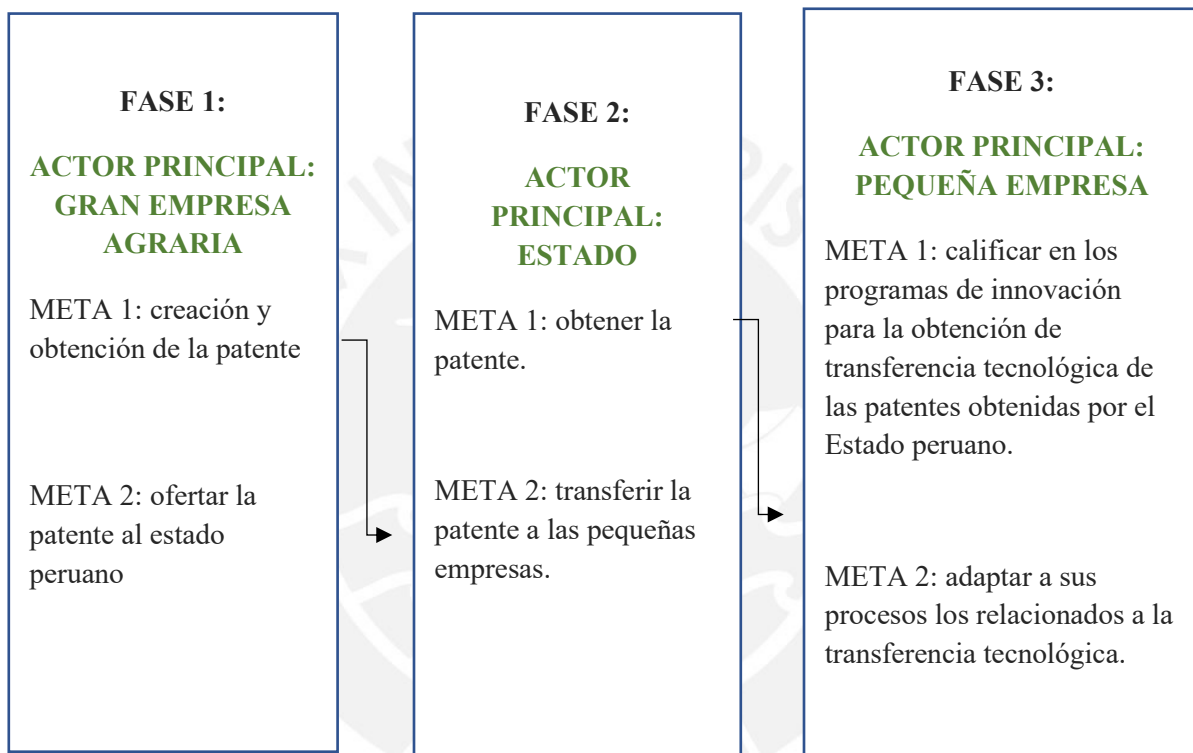 FASE 1:
ACTOR PRINCIPAL:
GRAN EMPRESA
AGRARIA
META 1: creación y
obtención de la patente
META 2: ofertar la
patente al estado
peruano
FASE 2:
ACTOR
PRINCIPAL:
ESTADO
META 1: obtener la
patente.
META 2: transferir la
patente a las pequeñas
empresas.
FASE 3:
ACTOR PRINCIPAL:
PEQUEÑA EMPRESA
META 1: calificar en los
programas de innovación
para la obtención de
transferencia tecnológica de
las patentes obtenidas por el
Estado peruano.
META 2: adaptar a sus
procesos los relacionados a la
transferencia tecnológica.